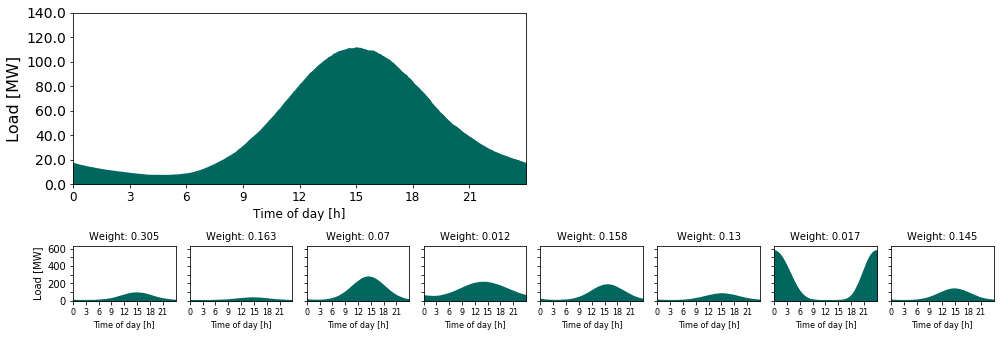 140.0
120.0
100.0
80.0
60.0
40.0
20.0
0.0
Load [MW]
0 3 6 9 12 15 18 21
Time of day [h]
Weight: 0.305 Weight: 0.163 Weight: 0.07 Weight: 0.012 Weight: 0.158 Weight: 0.13 Weight: 0.017 Weight: 0.145
600
400
200
0
Load [MW]
0 3 6 9 12 15 18 21 0 3 6 9 12 15 18 21 0 3 6 9 12 15 18 21 0 3 6 9 12 15 18 21 0 3 6 9 12 15 18 21 0 3 6 9 12 15 18 21 0 3 6 9 12 15 18 21 0 3 6 9 12 15 18 21
Time of day [h] Time of day [h] Time of day [h] Time of day [h] Time of day [h] Time of day [h] Time of day [h] Time of day [h]